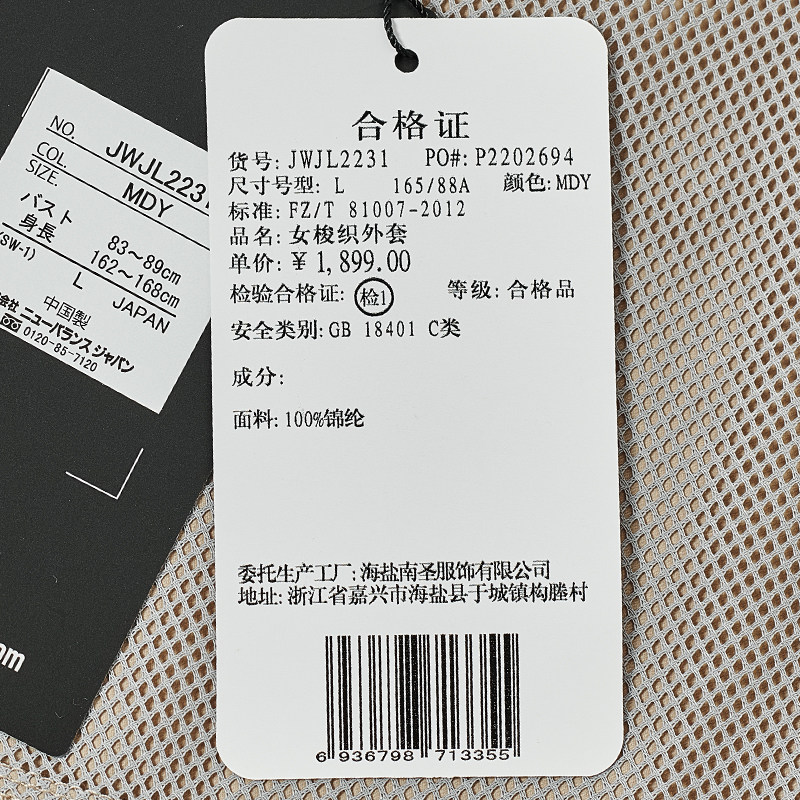 合格证
货号: JWJL2231 PO#: P2202694
尺寸号型: L 165/88A 颜色: MDY
标准: FZ/T 81007-2012
品名: 女梭织外套
单价: ¥ 1,899.00
检验合格证: 检1 等级: 合格品
安全类别: GB 18401 C类
成分:
面料: 100%锦纶
委托生产工厂: 海盐南圣服饰有限公司
地址: 浙江省嘉兴市海盐县于城镇构塍村
6 936798 713355
NO. JWJL2231
COL. MDY
SIZE.
バスト 83～89cm
身長 162～168cm
(SW-1) L JAPAN
中国製
会社 ニューバランス ジャパン
0120-85-7120